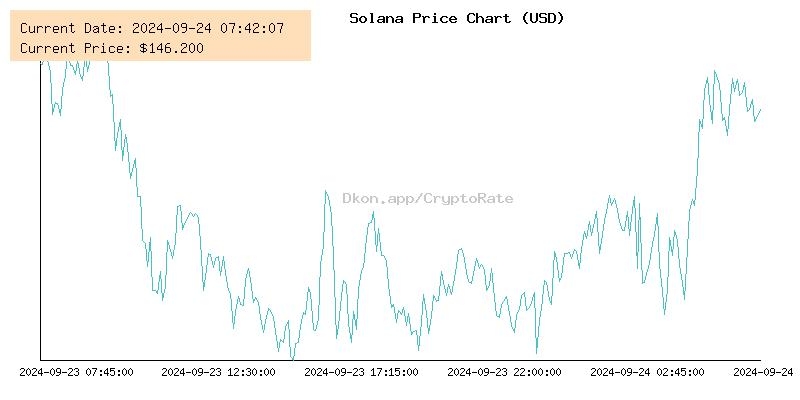 Solana Price Chart (USD)
Current Date: 2024-09-24 07:42:07
Current Price: $146.200
Dkon.app/CryptoRate
2024-09-23 07:45:00 2024-09-23 12:30:00 2024-09-23 17:15:00 2024-09-23 22:00:00 2024-09-24 02:45:00 2024-09-24